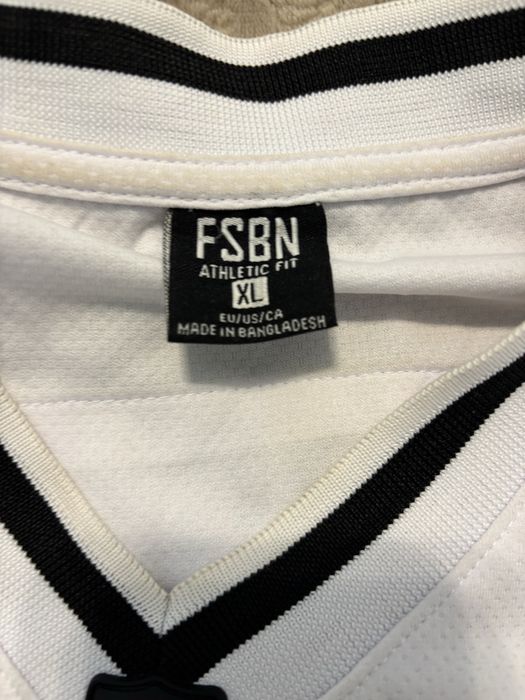 FSBN
ATHLETIC FIT
XL
EU/US/CA
MADE IN BANGLADESH